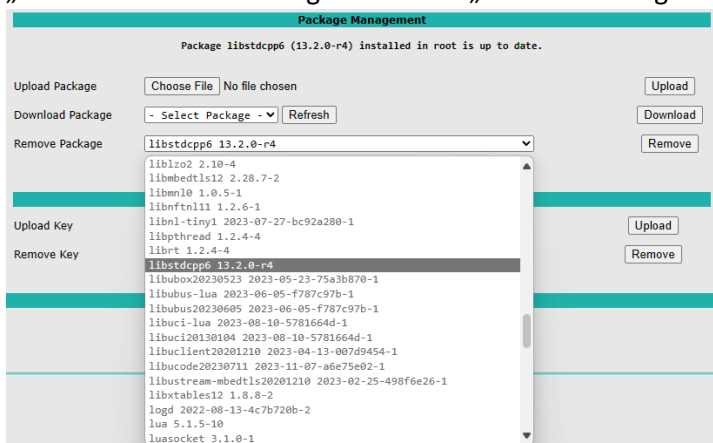 Package Management
Package libstdcpp6 (13.2.0-r4) installed in root is up to date.
Upload Package Choose File No file chosen Upload
Download Package - Select Package - Refresh Download
Remove Package libstdcpp6 13.2.0-r4 Remove
liblzo2 2.10-4
libmbedtls12 2.28.7-2
libmnl0 1.0.5-1
libnftnl11 1.2.6-1
libnl-tiny1 2023-07-27-bc92a280-1
libpthread 1.2.4-4
librt 1.2.4-4
libstdcpp6 13.2.0-r4
libubox20230523 2023-05-23-75a3b870-1
libubus-lua 2023-06-05-f787c97b-1
libubus20230605 2023-06-05-f787c97b-1
Upload Key Upload
libuci-lua 2023-08-10-5781664d-1
libuci20130104 2023-08-10-5781664d-1
Remove Key Remove
libuclient20201210 2023-04-13-007d9454-1
libucode20230711 2023-11-07-a6e75e02-1
libustream-mbedtls20201210 2023-02-25-498f6e26-1
libxtables12 1.8.8-2
logd 2022-08-13-4c7b720b-2
lua 5.1.5-10
luasocket 3.1.0-1